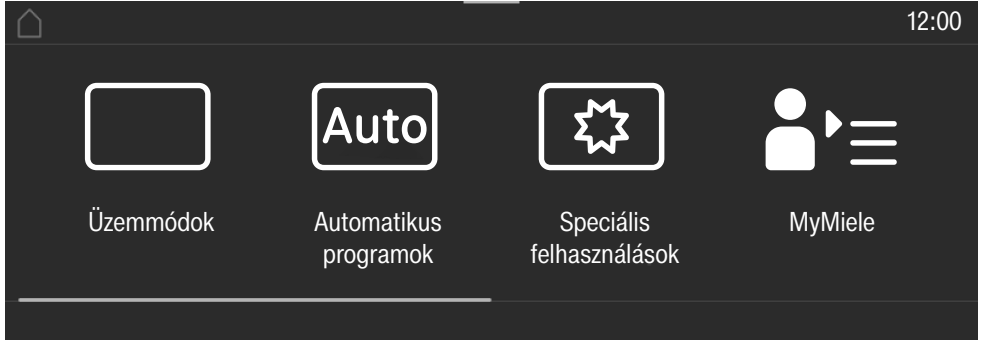 12:00
Auto
Üzemmódok
Automatikus
programok
Speciális
felhasználások
MyMiele